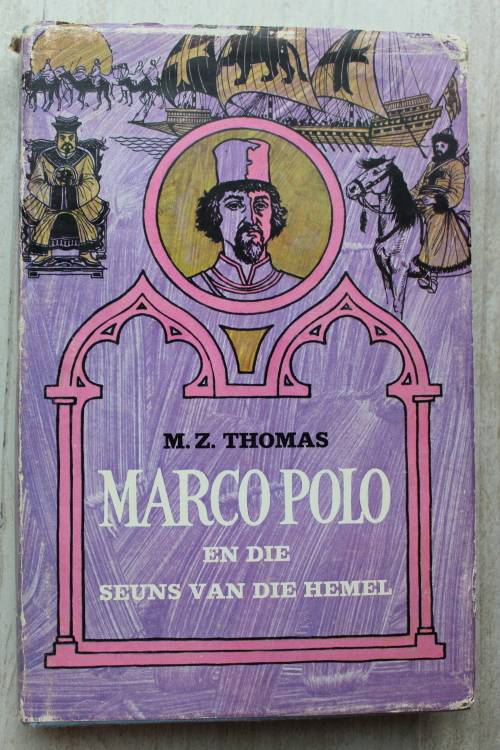 M. Z. THOMAS
MARCO POLO
EN DIE
SEUNS VAN DIE HEMEL